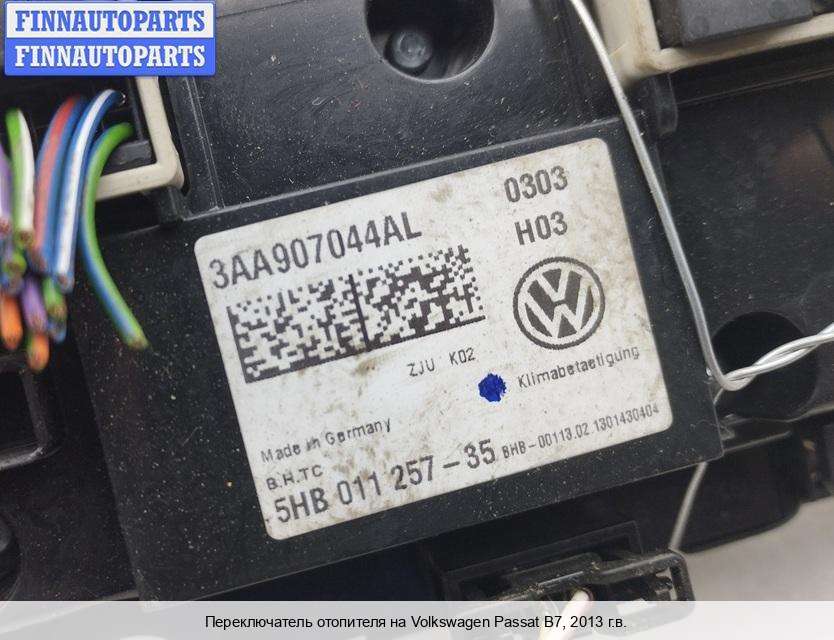 FINNAUTOPARTS
FINNAUTOPARTS
3AA907044AL
0303
H03
ZJU K02
Klimabetaetigung
Made in Germany
B.H.TC
5HB 011 257-35
BHB-00113.02.1301430404
Переключатель отопителя на Volkswagen Passat B7, 2013 г.в.